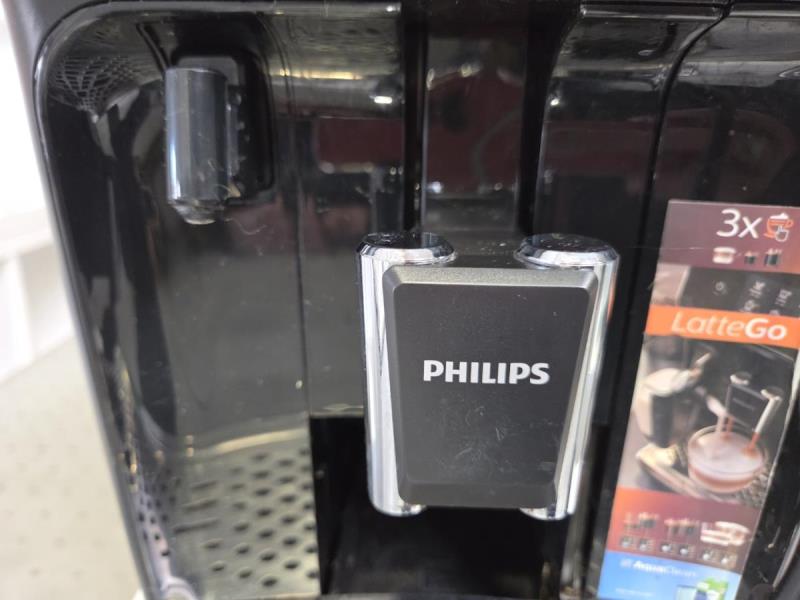 3x
LatteGo
PHILIPS
AquaClean